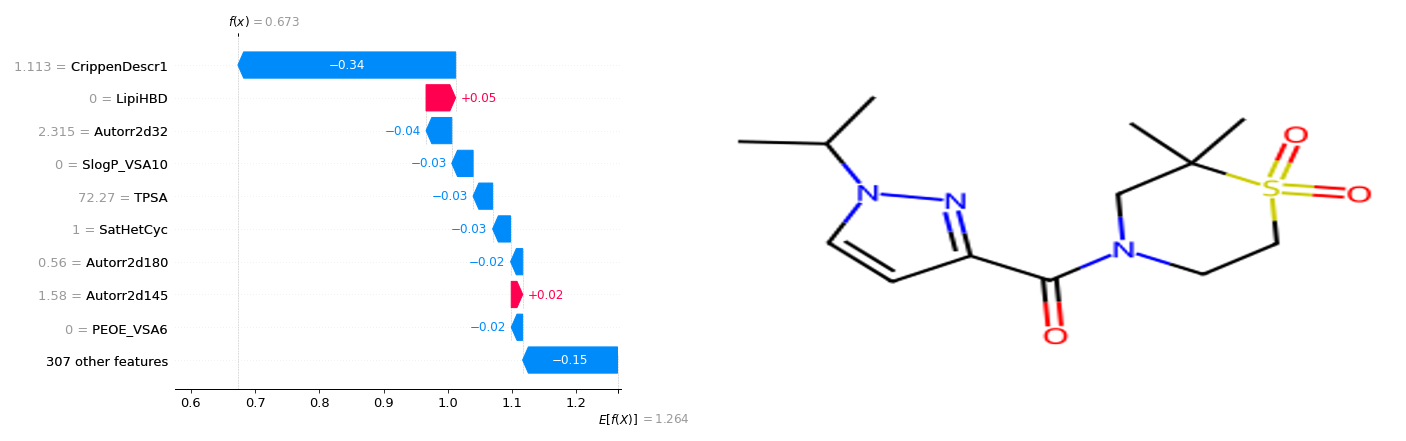 f(x) = 0.673
1.113 = CrippenDescr1
−0.34
0 = LipiHBD
+0.05
2.315 = Autorr2d32
−0.04
0 = SlogP_VSA10
−0.03
72.27 = TPSA
−0.03
1 = SatHetCyc
−0.03
0.56 = Autorr2d180
−0.02
1.58 = Autorr2d145
+0.02
0 = PEOE_VSA6
−0.02
307 other features
−0.15
0.6 0.7 0.8 0.9 1.0 1.1 1.2
E[f(X)] = 1.264
O
S O
N N
N
O